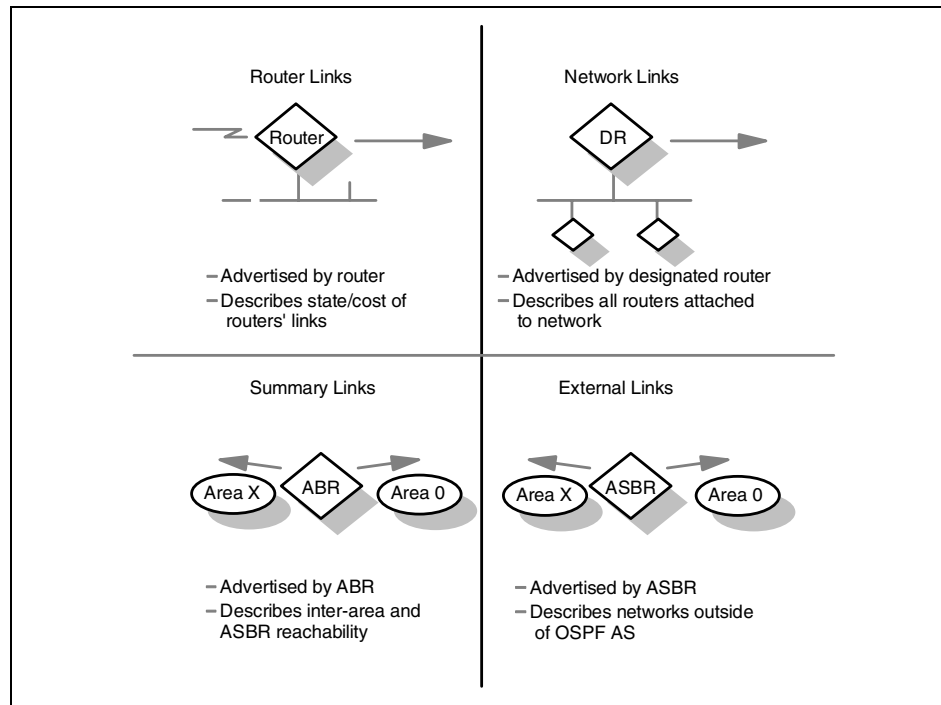 Router Links
Router
– Advertised by router
– Describes state/cost of
routers' links
Network Links
DR
– Advertised by designated router
– Describes all routers attached
to network
Summary Links
Area X
ABR
Area 0
– Advertised by ABR
– Describes inter-area and
ASBR reachability
External Links
Area X
ASBR
Area 0
– Advertised by ASBR
– Describes networks outside
of OSPF AS